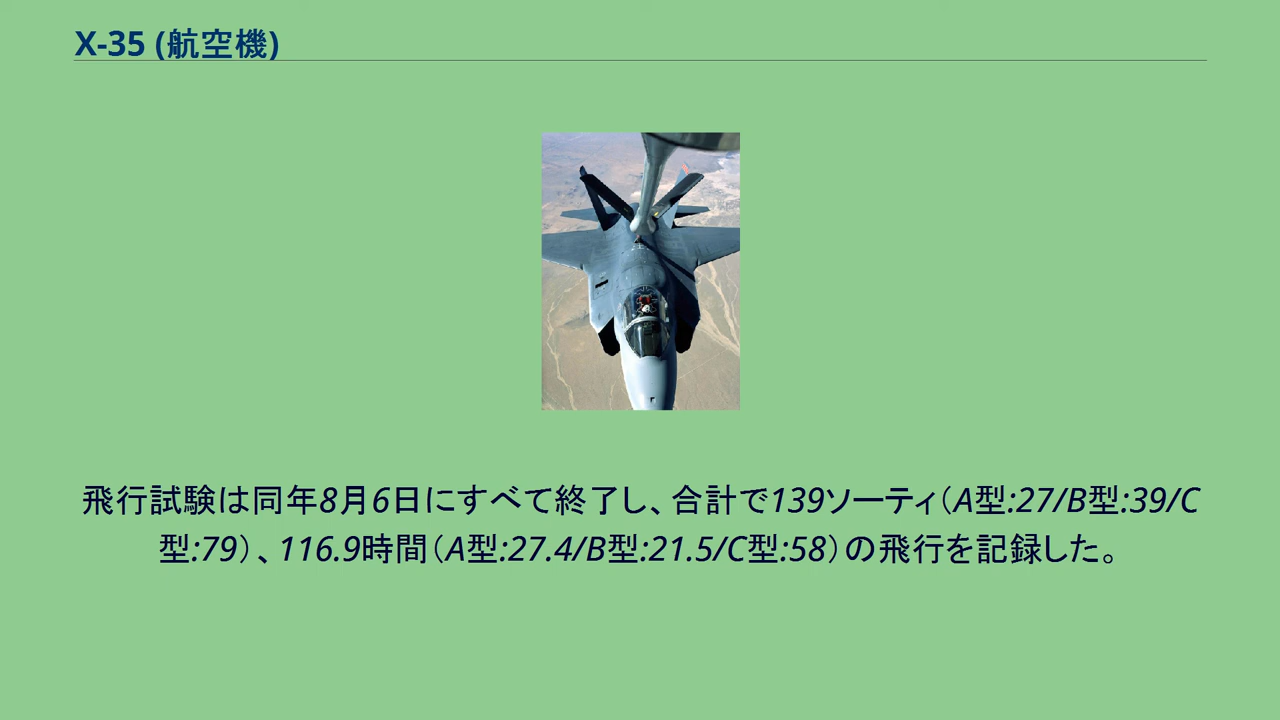 X-35 (航空機)
飛行試験は同年8月6日にすべて終了し、合計で139ソーティ（A型:27/B型:39/C
型:79）、116.9時間（A型:27.4/B型:21.5/C型:58）の飛行を記録した。